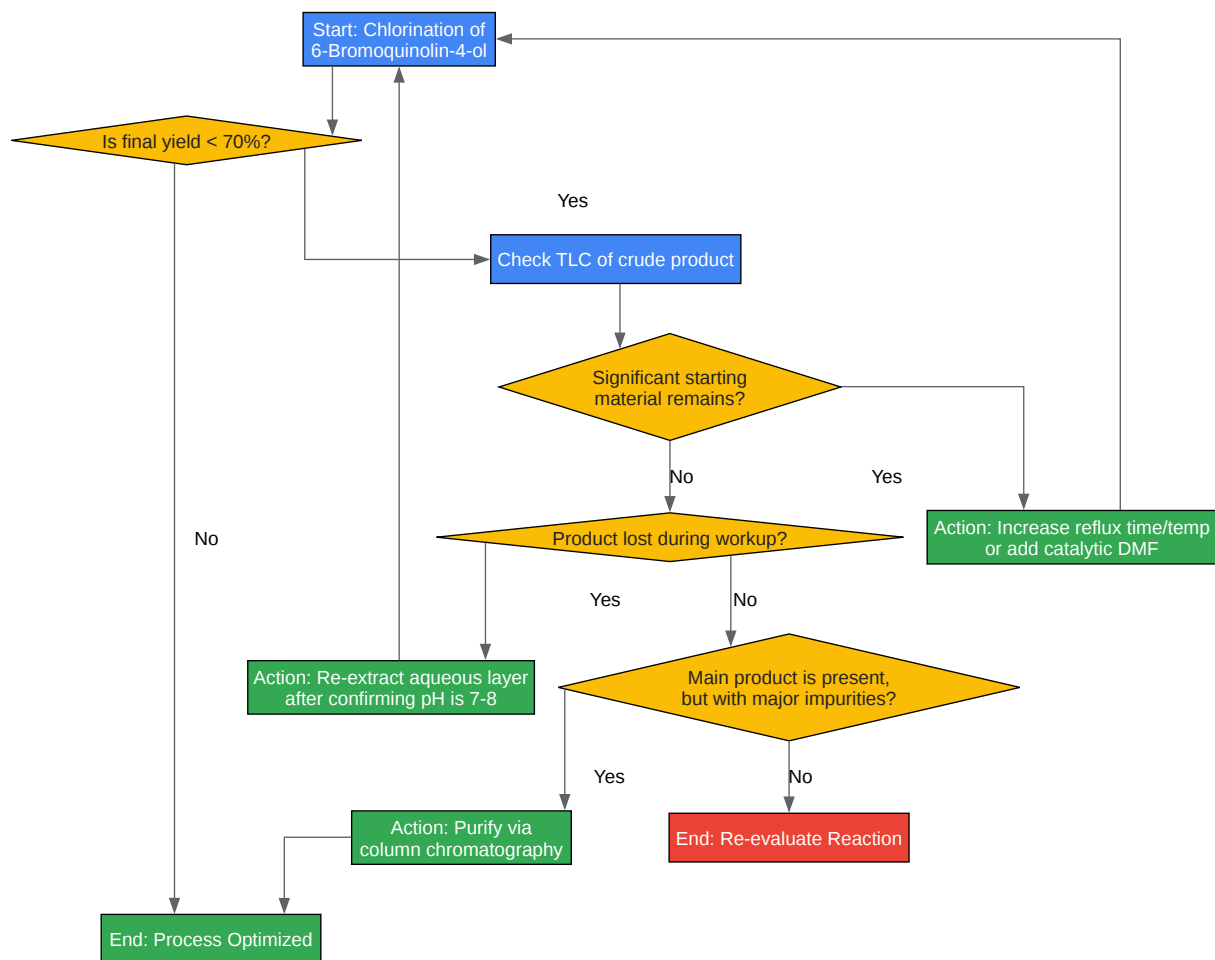 Start: Chlorination of
6-Bromoquinolin-4-ol
Is final yield < 70%?
Yes
Check TLC of crude product
Significant starting
material remains?
No
Yes
No
Action: Increase reflux time/temp
or add catalytic DMF
Product lost during workup?
Yes
No
Action: Re-extract aqueous layer
after confirming pH is 7-8
Main product is present,
but with major impurities?
Yes
No
Action: Purify via
column chromatography
End: Re-evaluate Reaction
End: Process Optimized